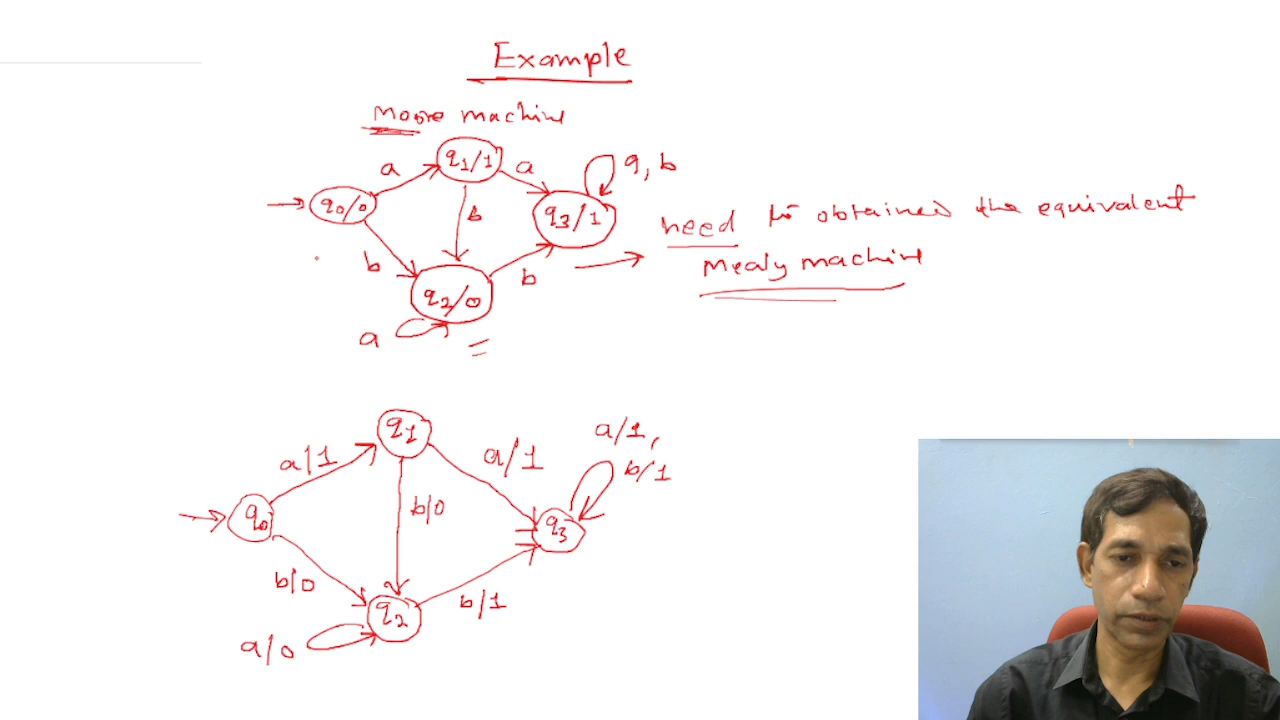 Example
Moore machine
q1/1
a
a
a, b
q0/0
b
q3/1
need to obtained the equivalent
Mealy machine
b
b
q2/0
a
q1
a/1
a/1
a/1,
b/1
q0
b/0
q3
b/0
b/1
q2
a/0